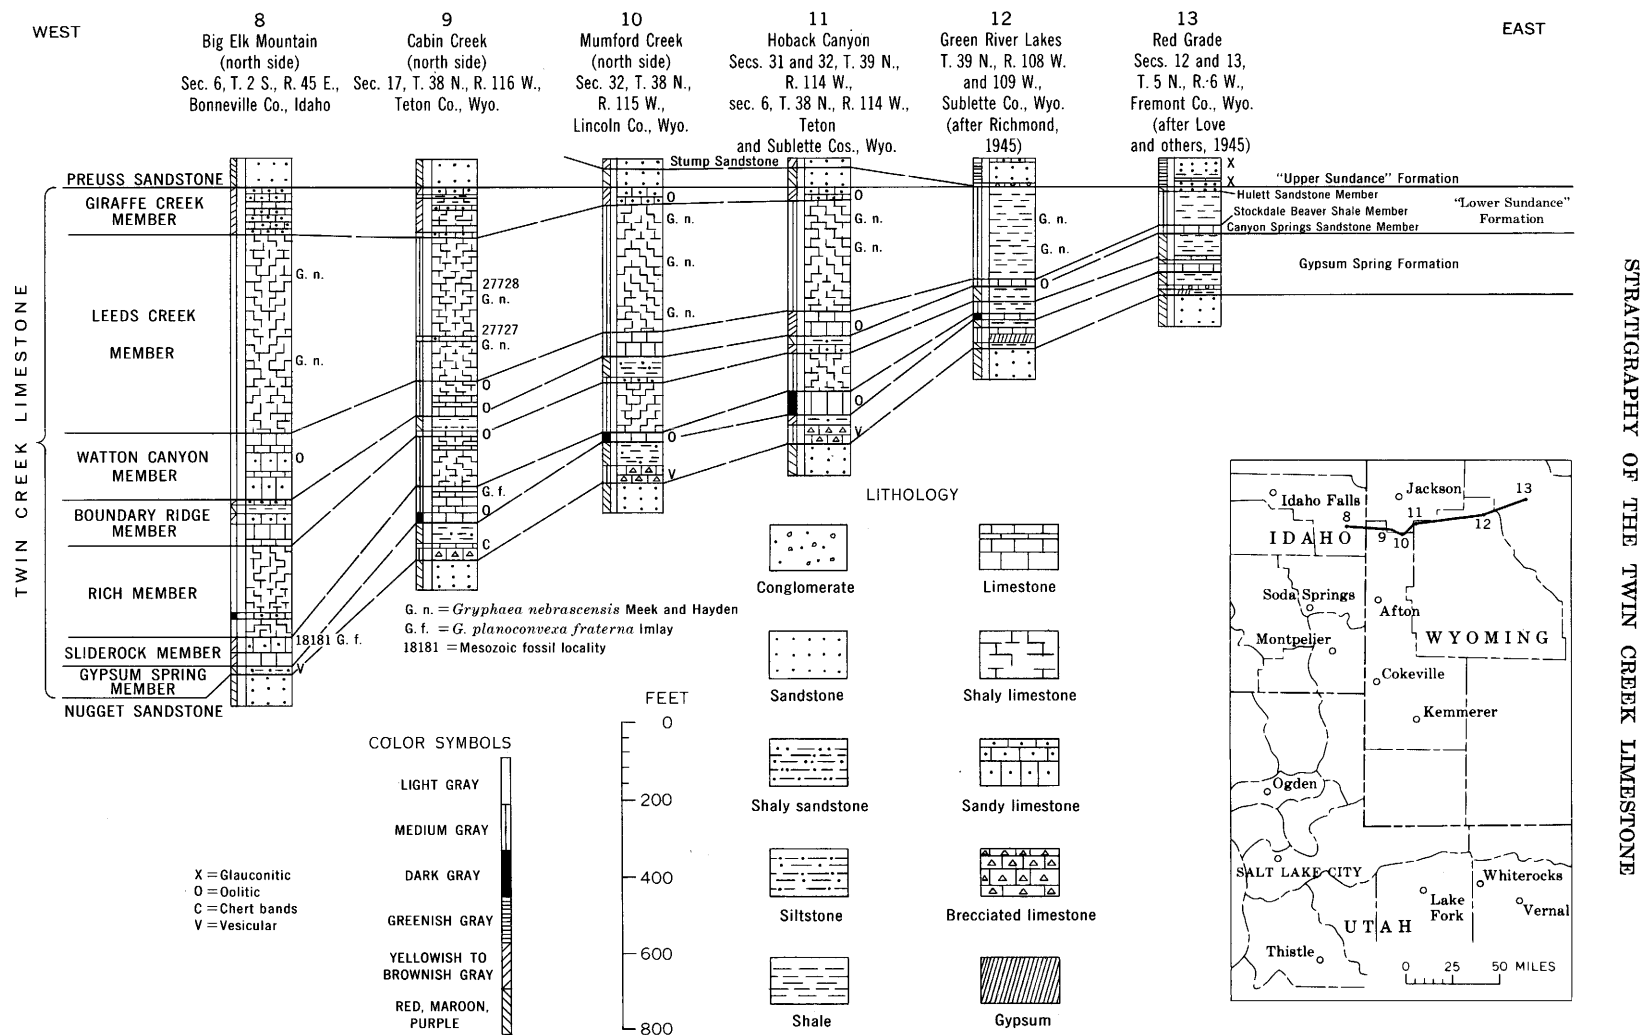 WEST
EAST
8
Big Elk Mountain
(north side)
Sec. 6, T. 2 S., R. 45 E.,
Bonneville Co., Idaho
9
Cabin Creek
(north side)
Sec. 17, T. 38 N., R. 116 W.,
Teton Co., Wyo.
10
Mumford Creek
(north side)
Sec. 32, T. 38 N.,
R. 115 W.,
Lincoln Co., Wyo.
11
Hoback Canyon
Secs. 31 and 32, T. 39 N.,
R. 114 W.,
sec. 6, T. 38 N., R. 114 W.,
Teton
and Sublette Cos., Wyo.
12
Green River Lakes
T. 39 N., R. 108 W.
and 109 W.,
Sublette Co., Wyo.
(after Richmond,
1945)
13
Red Grade
Secs. 12 and 13,
T. 5 N., R. 6 W.,
Fremont Co., Wyo.
(after Love
and others, 1945)
TWIN CREEK LIMESTONE
PREUSS SANDSTONE
GIRAFFE CREEK
MEMBER
LEEDS CREEK
MEMBER
WATTON CANYON
MEMBER
BOUNDARY RIDGE
MEMBER
RICH MEMBER
SLIDEROCK MEMBER
GYPSUM SPRING
MEMBER
NUGGET SANDSTONE
G. n.
G. n.
O
18181 G. f.
V
27728
G. n.
27727
G. n.
O
O
O
G. f.
O
C
Stump Sandstone
O
G. n.
G. n.
G. n.
O
V
O
G. n.
G. n.
O
O
V
G. n.
G. n.
O
X
X
"Upper Sundance" Formation
Hulett Sandstone Member
Stockdale Beaver Shale Member
Canyon Springs Sandstone Member
"Lower Sundance"
Formation
Gypsum Spring Formation
G. n. = Gryphaea nebrascensis Meek and Hayden
G. f. = G. planoconvexa fraterna Imlay
18181 = Mesozoic fossil locality
COLOR SYMBOLS
LIGHT GRAY
MEDIUM GRAY
DARK GRAY
GREENISH GRAY
YELLOWISH TO
BROWNISH GRAY
RED, MAROON,
PURPLE
X = Glauconitic
O = Oolitic
C = Chert bands
V = Vesicular
FEET
0
200
400
600
800
LITHOLOGY
Conglomerate
Limestone
Sandstone
Shaly limestone
Shaly sandstone
Sandy limestone
Siltstone
Brecciated limestone
Shale
Gypsum
Idaho Falls
Jackson
8
9
10
11
12
13
IDAHO
Soda Springs
Afton
WYOMING
Montpelier
Cokeville
Kemmerer
Ogden
SALT LAKE CITY
Whiterocks
Lake
Fork
Vernal
UTAH
Thistle
0 25 50 MILES
STRATIGRAPHY OF THE TWIN CREEK LIMESTONE